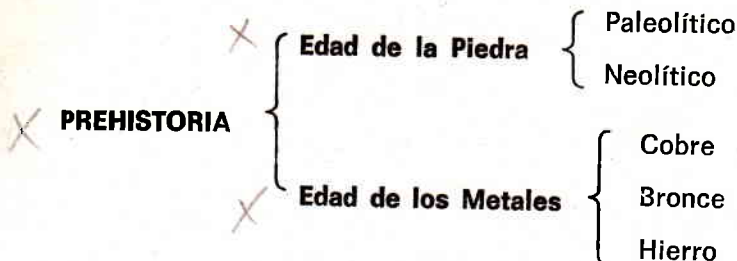 Edad de la Piedra
Paleolítico
Neolítico
PREHISTORIA
Edad de los Metales
Cobre
Bronce
Hierro